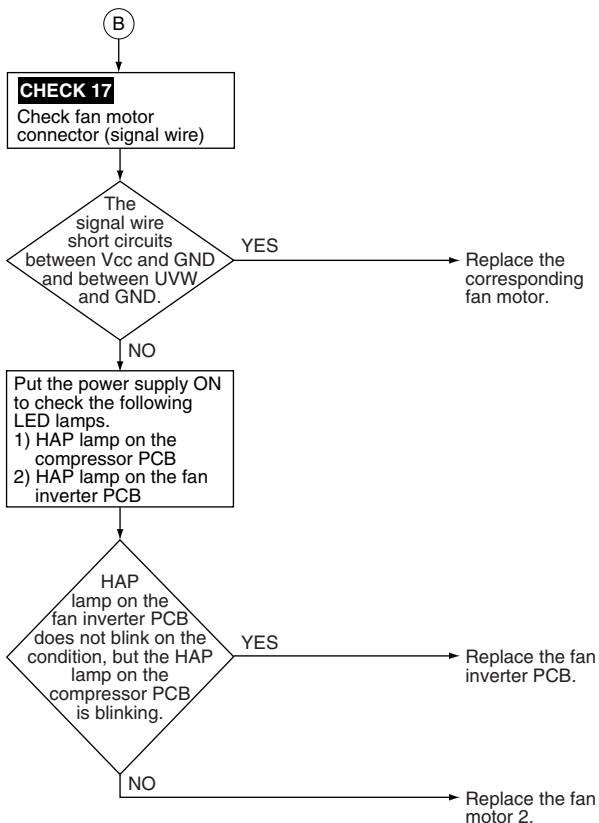 B
CHECK 17
Check fan motor
connector (signal wire)
The
signal wire
short circuits
between Vcc and GND
and between UVW
and GND.
YES
Replace the
corresponding
fan motor.
NO
Put the power supply ON
to check the following
LED lamps.
1) HAP lamp on the
compressor PCB
2) HAP lamp on the fan
inverter PCB
HAP
lamp on the
fan inverter PCB
does not blink on the
condition, but the HAP
lamp on the
compressor PCB
is blinking.
YES
Replace the fan
inverter PCB.
NO
Replace the fan
motor 2.